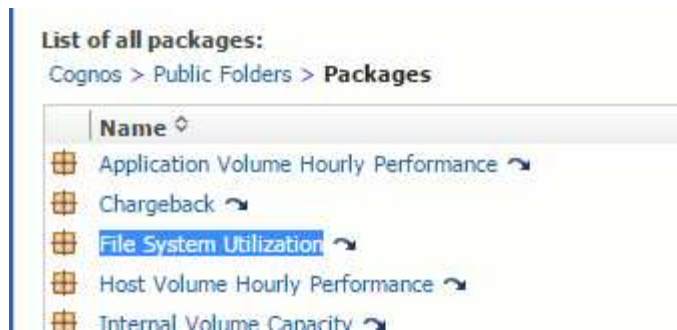 List of all packages:
Cognos > Public Folders > Packages
Name
Application Volume Hourly Performance
Chargeback
File System Utilization
Host Volume Hourly Performance
Internal Volume Capacity